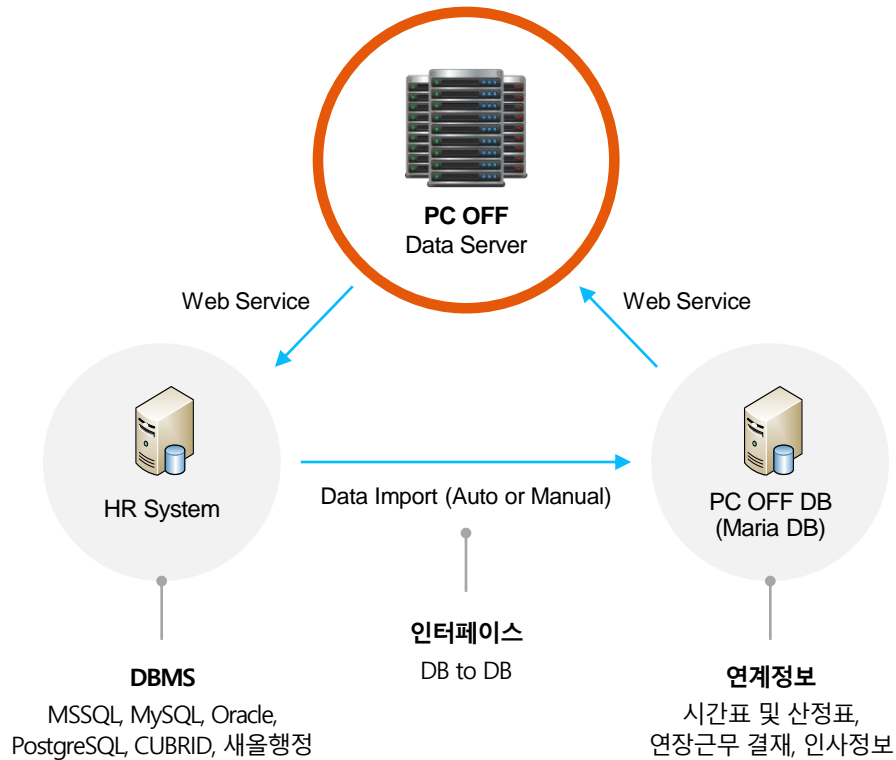 PC OFF
Data Server
Web Service
Web Service
HR System
Data Import (Auto or Manual)
PC OFF DB
(Maria DB)
인터페이스
DB to DB
DBMS
MSSQL, MySQL, Oracle,
PostgreSQL, CUBRID, 새올행정
연계정보
시간표 및 산정표,
연장근무 결재, 인사정보